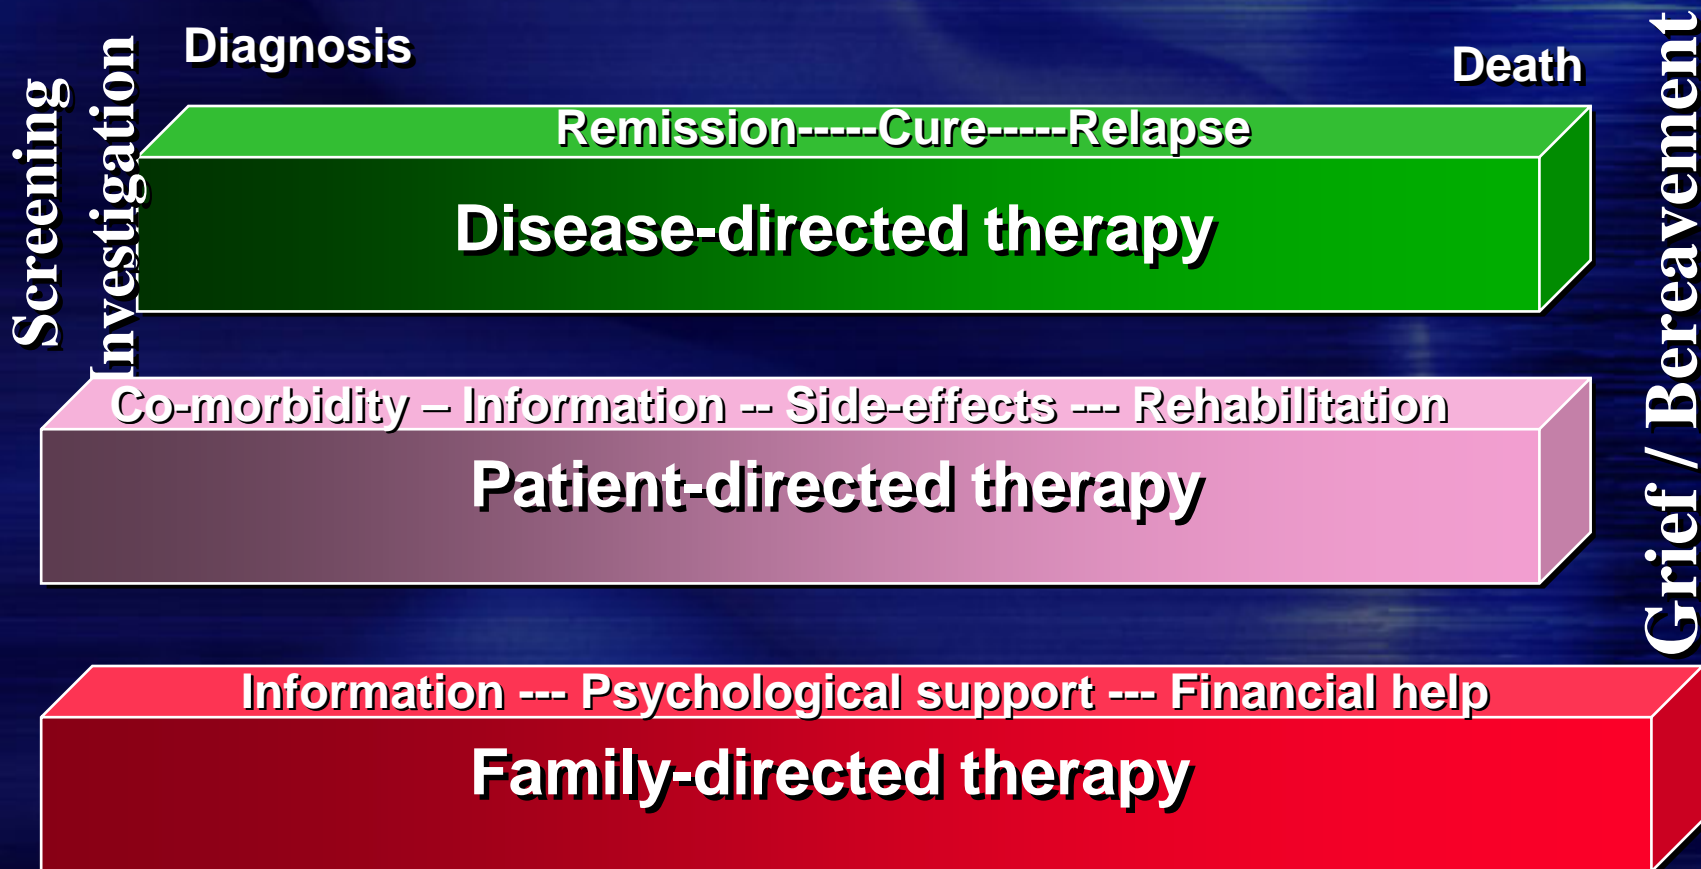 Screening
Investigation
Diagnosis
Death
Grief / Bereavement
Remission-----Cure-----Relapse
Disease-directed therapy
Co-morbidity – Information -- Side-effects --- Rehabilitation
Patient-directed therapy
Information --- Psychological support --- Financial help
Family-directed therapy